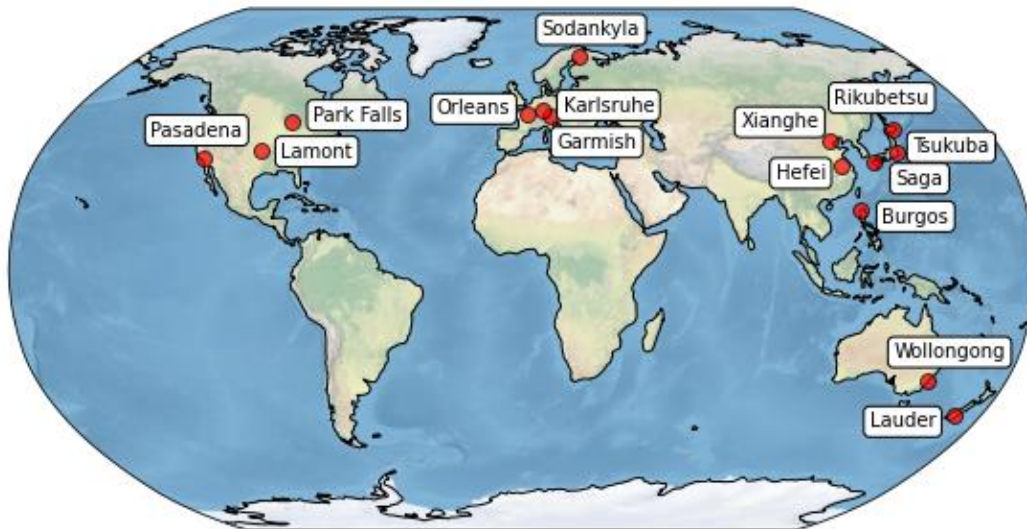 Sodankyla
Orleans
Karlsruhe
Rikubetsu
Park Falls
Pasadena
Xianghe
Garmish
Tsukuba
Lamont
Hefei
Saga
Burgos
Wollongong
Lauder